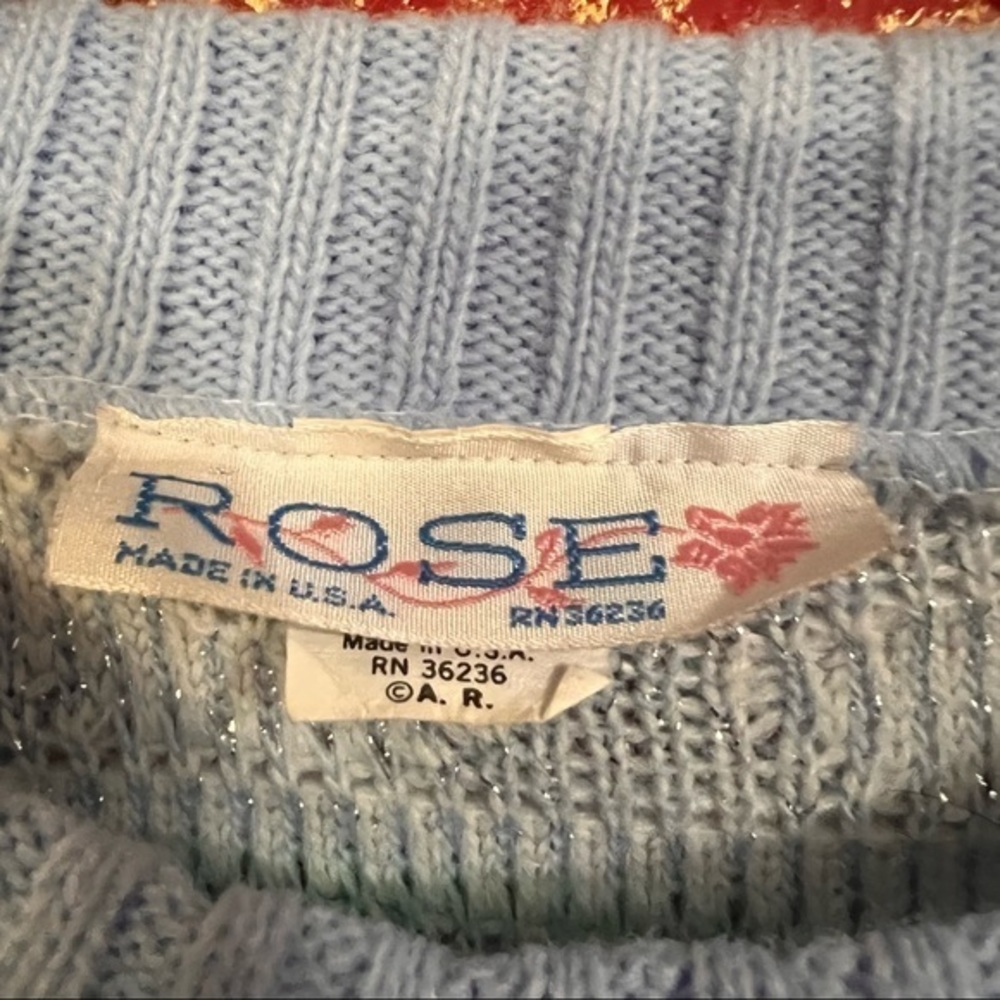 ROSE
MADE IN U.S.A.
RN 36236
Made in U.S.A.
RN 36236
©A. R.